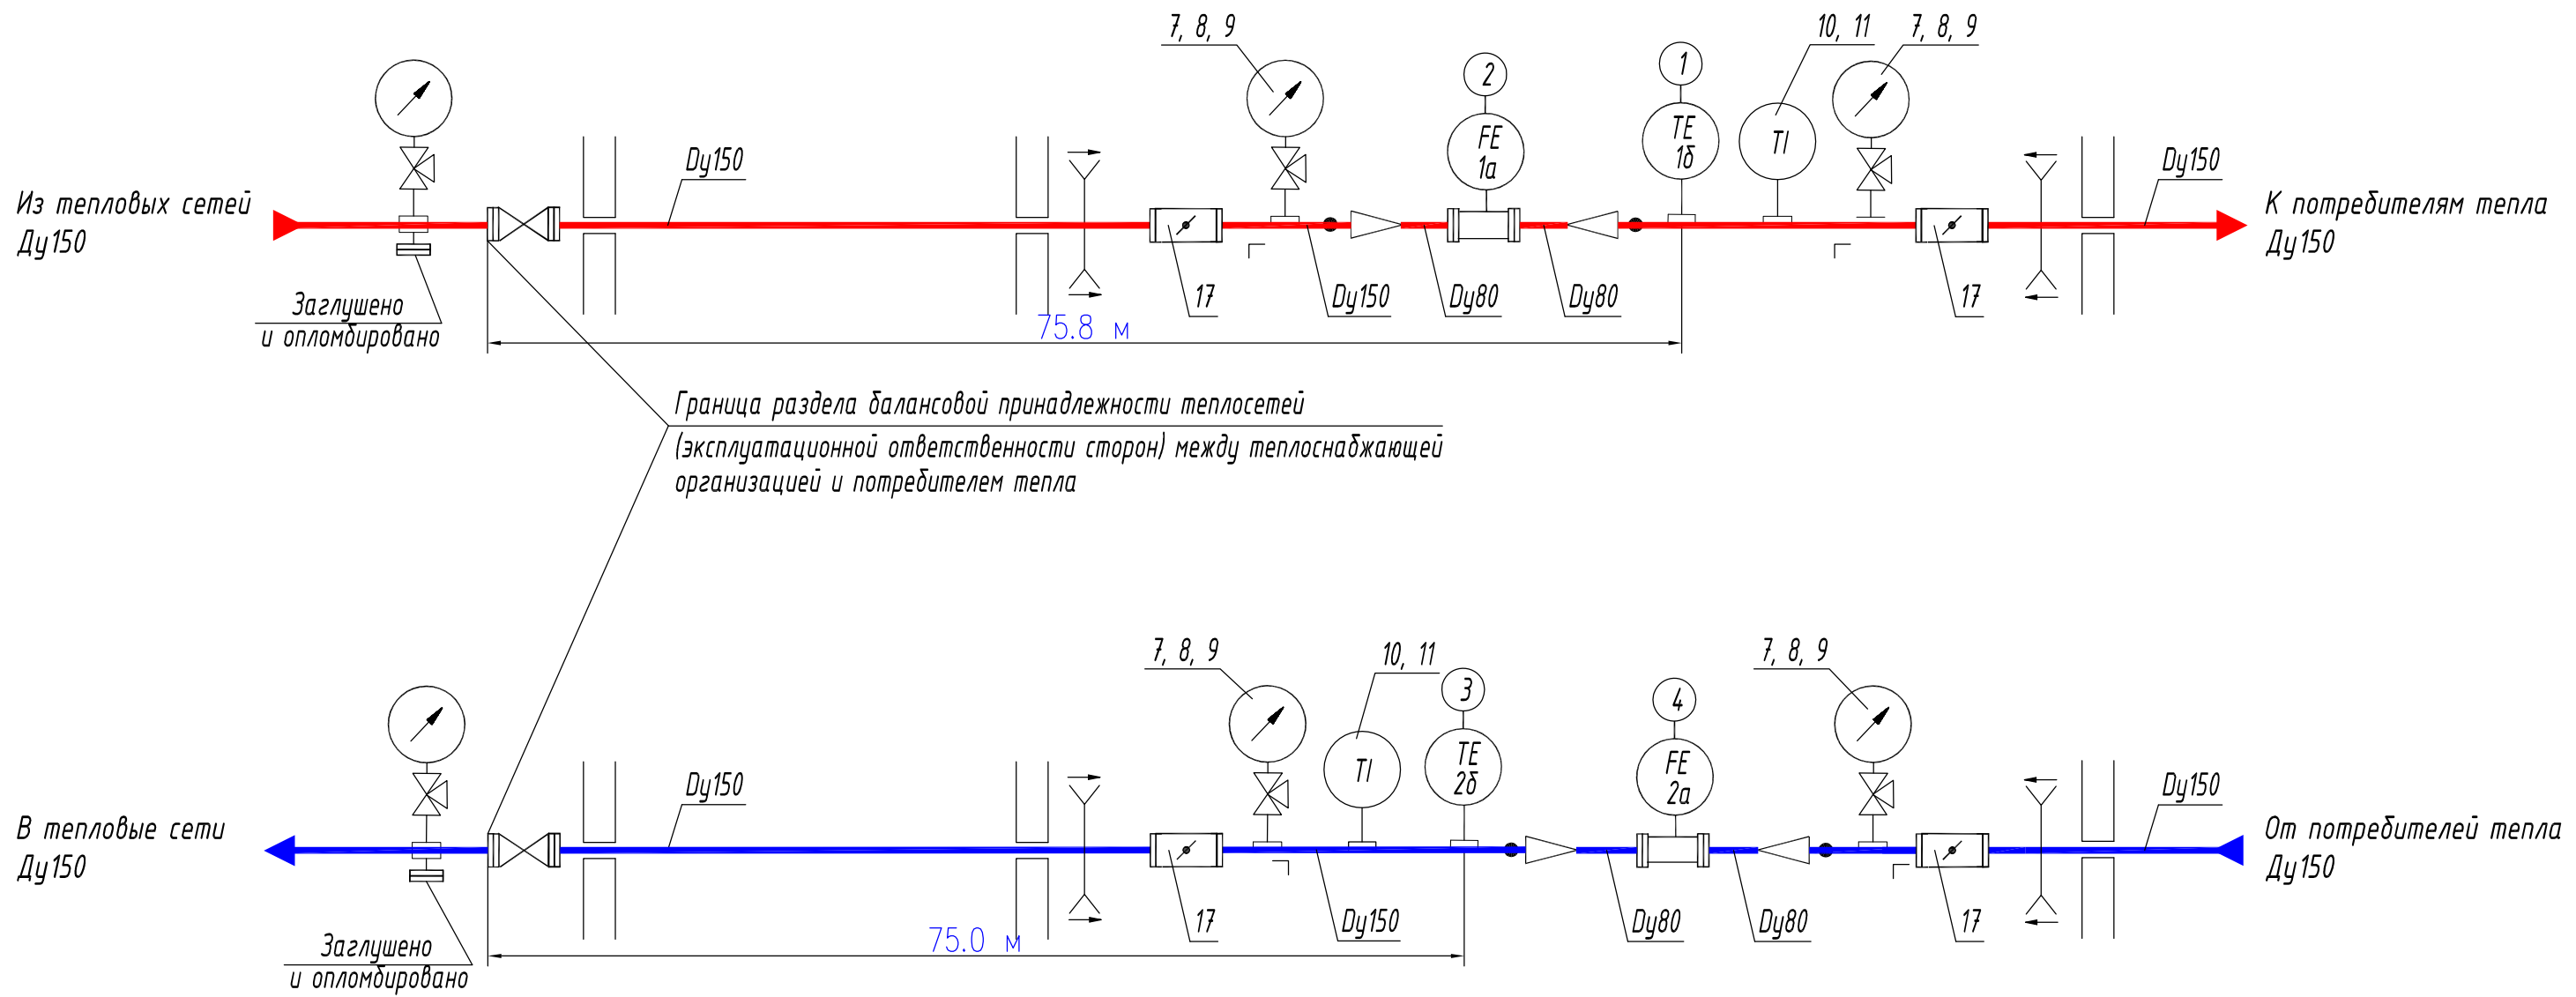 7, 8, 9
10, 11
7, 8, 9
2
1
FE
1а
TE
1б
TI
Dy150
Dy150
Из тепловых сетей
Ду150
К потребителям тепла
Ду150
Заглушено
и опломбировано
17
Dy150
Dy80
Dy80
17
75.8 м
Граница раздела балансовой принадлежности теплосетей
(эксплуатационной ответственности сторон) между теплоснабжающей
организацией и потребителем тепла
7, 8, 9
10, 11
7, 8, 9
3
4
TI
TE
2б
FE
2а
Dy150
Dy150
В тепловые сети
Ду150
От потребителей тепла
Ду150
Заглушено
и опломбировано
17
Dy150
Dy80
Dy80
17
75.0 м